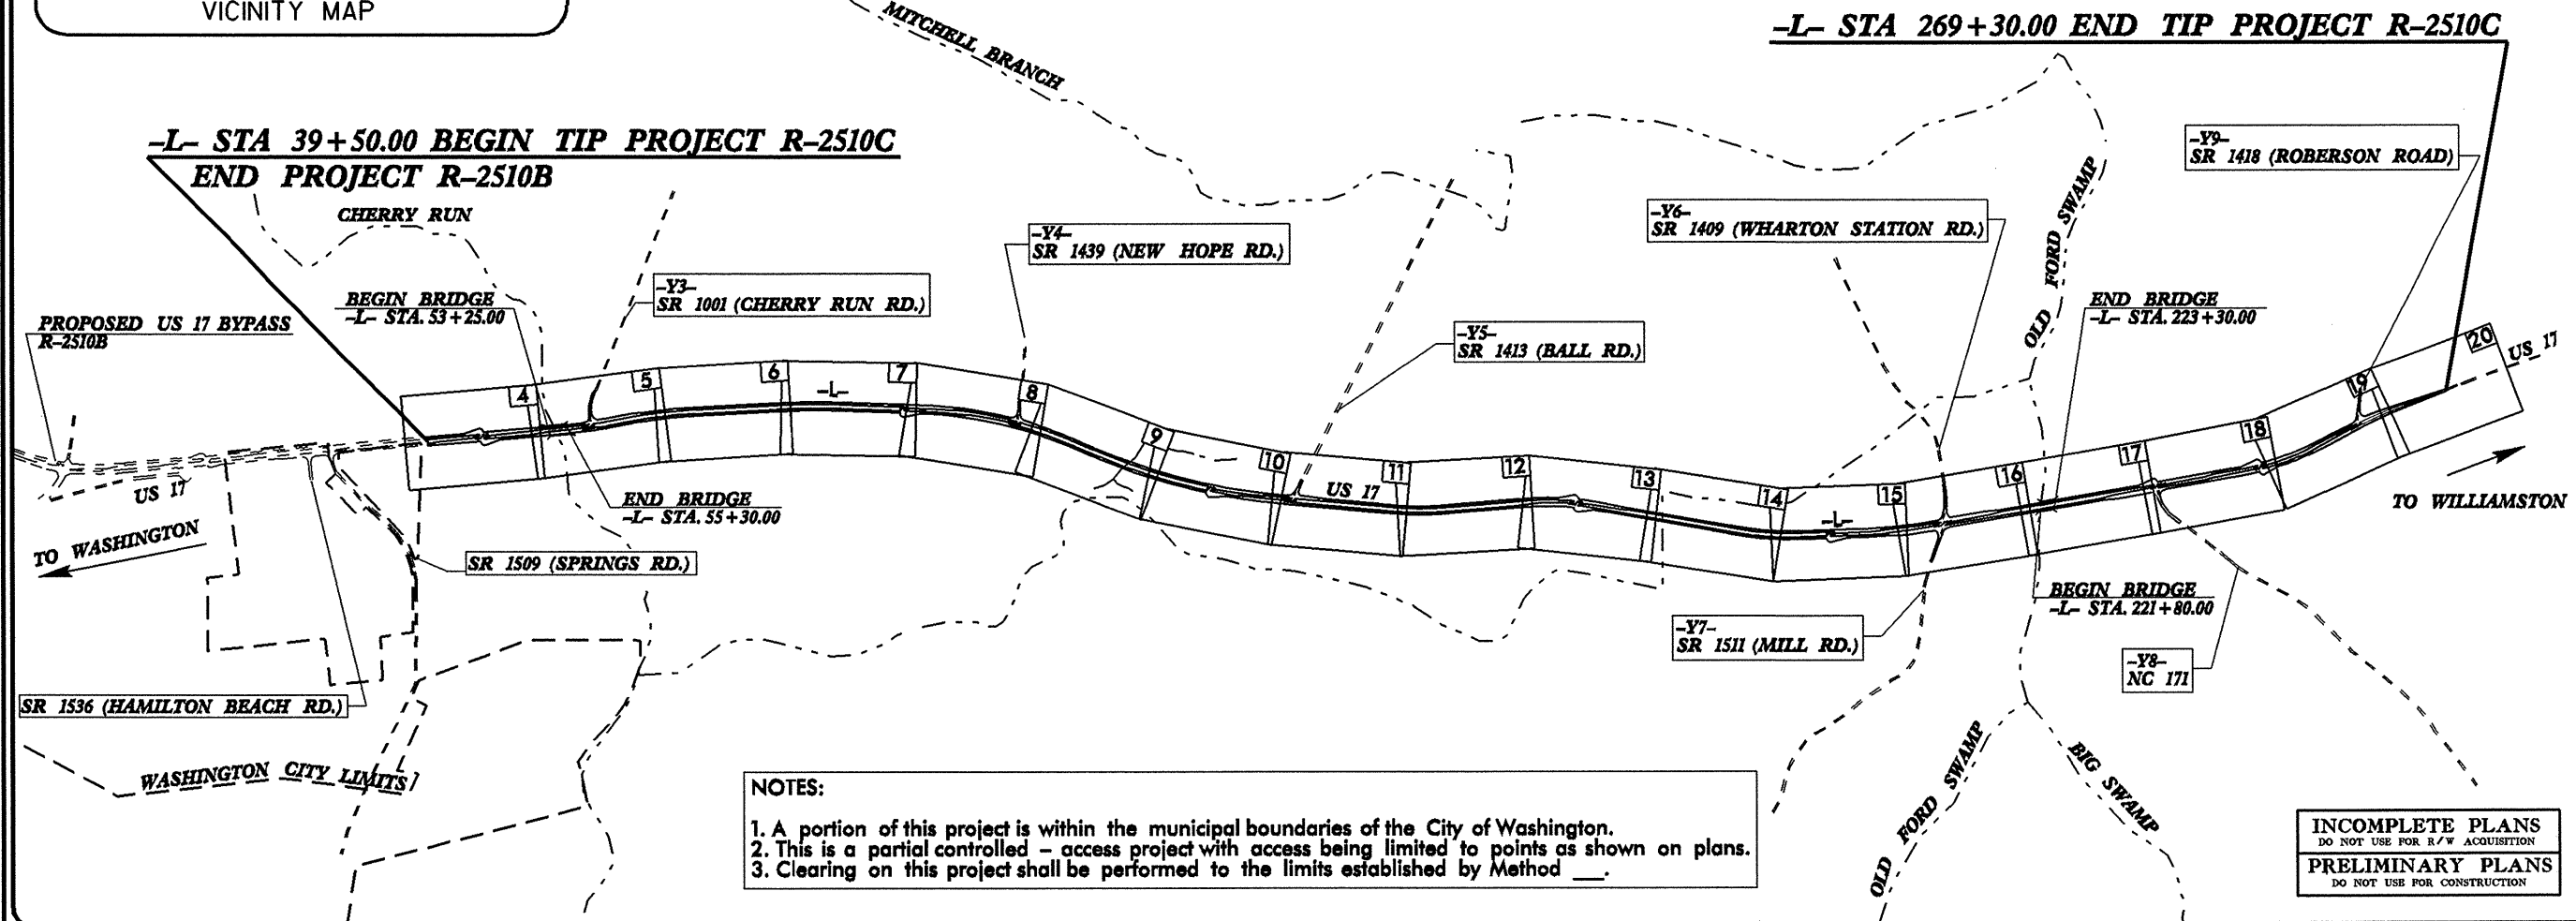 VICINITY MAP
MITCHELL BRANCH
-L- STA 269+30.00 END TIP PROJECT R-2510C
-L- STA 39+50.00 BEGIN TIP PROJECT R-2510C
END PROJECT R-2510B
CHERRY RUN
-Y9-
SR 1418 (ROBERSON ROAD)
-Y4-
SR 1439 (NEW HOPE RD.)
-Y6-
SR 1409 (WHARTON STATION RD.)
OLD FORD SWAMP
-Y3-
SR 1001 (CHERRY RUN RD.)
BEGIN BRIDGE
-L- STA. 53+25.00
END BRIDGE
-L- STA. 223+30.00
PROPOSED US 17 BYPASS
R-2510B
-Y5-
SR 1413 (BALL RD.)
4
5
6
7
8
9
10
11
12
13
14
15
16
17
18
19
20
-L-
US 17
-L-
US 17
US 17
TO WASHINGTON
TO WILLIAMSTON
END BRIDGE
-L- STA. 55+30.00
SR 1509 (SPRINGS RD.)
BEGIN BRIDGE
-L- STA. 221+80.00
-Y7-
SR 1511 (MILL RD.)
-Y8-
NC 171
SR 1536 (HAMILTON BEACH RD.)
WASHINGTON CITY LIMITS
OLD FORD SWAMP
BIG SWAMP
NOTES:
1. A portion of this project is within the municipal boundaries of the City of Washington.
2. This is a partial controlled - access project with access being limited to points as shown on plans.
3. Clearing on this project shall be performed to the limits established by Method ___.
INCOMPLETE PLANS
DO NOT USE FOR R/W ACQUISITION
PRELIMINARY PLANS
DO NOT USE FOR CONSTRUCTION